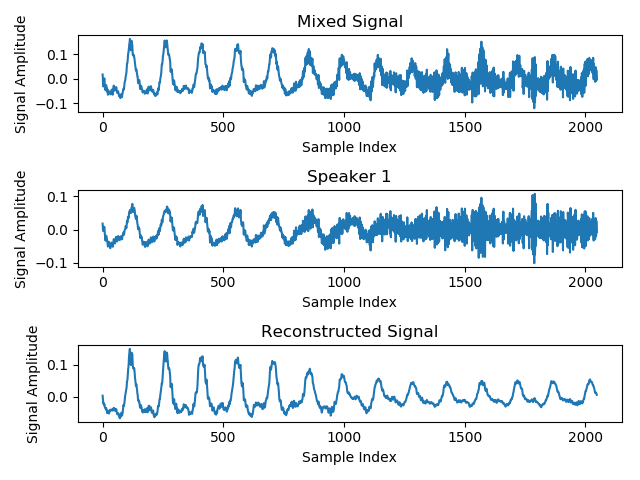 Mixed Signal
Signal Amplitude
0.1
0.0
−0.1
0 500 1000 1500 2000
Sample Index
Speaker 1
Signal Amplitude
0.1
0.0
−0.1
0 500 1000 1500 2000
Sample Index
Reconstructed Signal
Signal Amplitude
0.1
0.0
0 500 1000 1500 2000
Sample Index